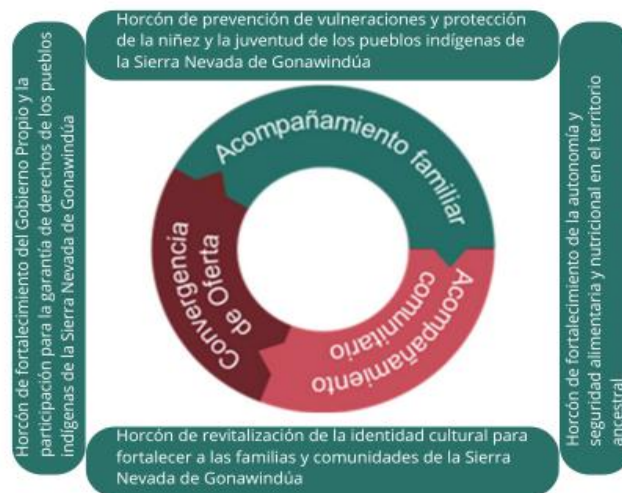 Horcón de prevención de vulneraciones y protección
de la niñez y la juventud de los pueblos indígenas de
la Sierra Nevada de Gonawindúa
Horcón de fortalecimiento del Gobierno Propio y la
participación para la garantía de derechos de los pueblos
indígenas de la Sierra Nevada de Gonawindúa
Acompañamiento familiar
Convergencia
de Oferta
Acompañamiento
comunitario
Horcón de fortalecimiento de la autonomía y
seguridad alimentaria y nutricional en el territorio
ancestral
Horcón de revitalización de la identidad cultural para
fortalecer a las familias y comunidades de la Sierra
Nevada de Gonawindúa